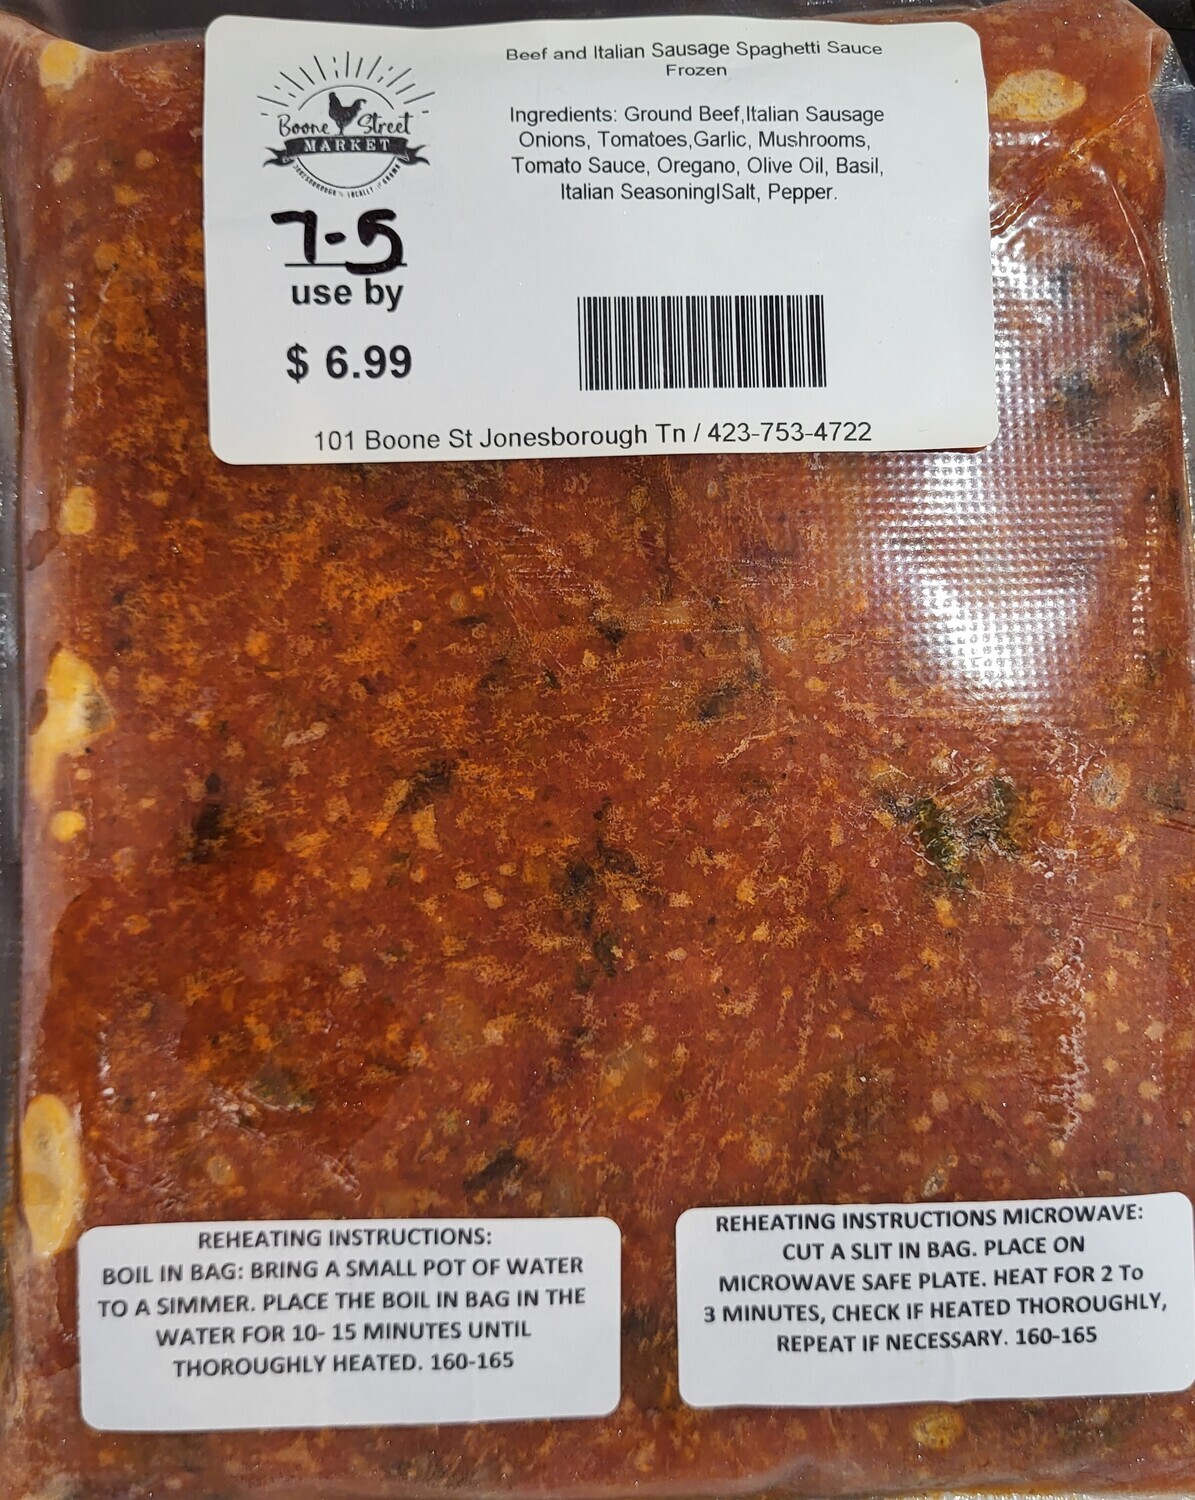 Boone Street
MARKET
JONESBOROUGH LOCALLY GROWN
7-5
use by
$ 6.99
Beef and Italian Sausage Spaghetti Sauce
Frozen
Ingredients: Ground Beef,Italian Sausage
Onions, Tomatoes,Garlic, Mushrooms,
Tomato Sauce, Oregano, Olive Oil, Basil,
Italian Seasoning|Salt, Pepper.
101 Boone St Jonesborough Tn / 423-753-4722
REHEATING INSTRUCTIONS:
BOIL IN BAG: BRING A SMALL POT OF WATER
TO A SIMMER. PLACE THE BOIL IN BAG IN THE
WATER FOR 10- 15 MINUTES UNTIL
THOROUGHLY HEATED. 160-165
REHEATING INSTRUCTIONS MICROWAVE:
CUT A SLIT IN BAG. PLACE ON
MICROWAVE SAFE PLATE. HEAT FOR 2 To
3 MINUTES, CHECK IF HEATED THOROUGHLY,
REPEAT IF NECESSARY. 160-165